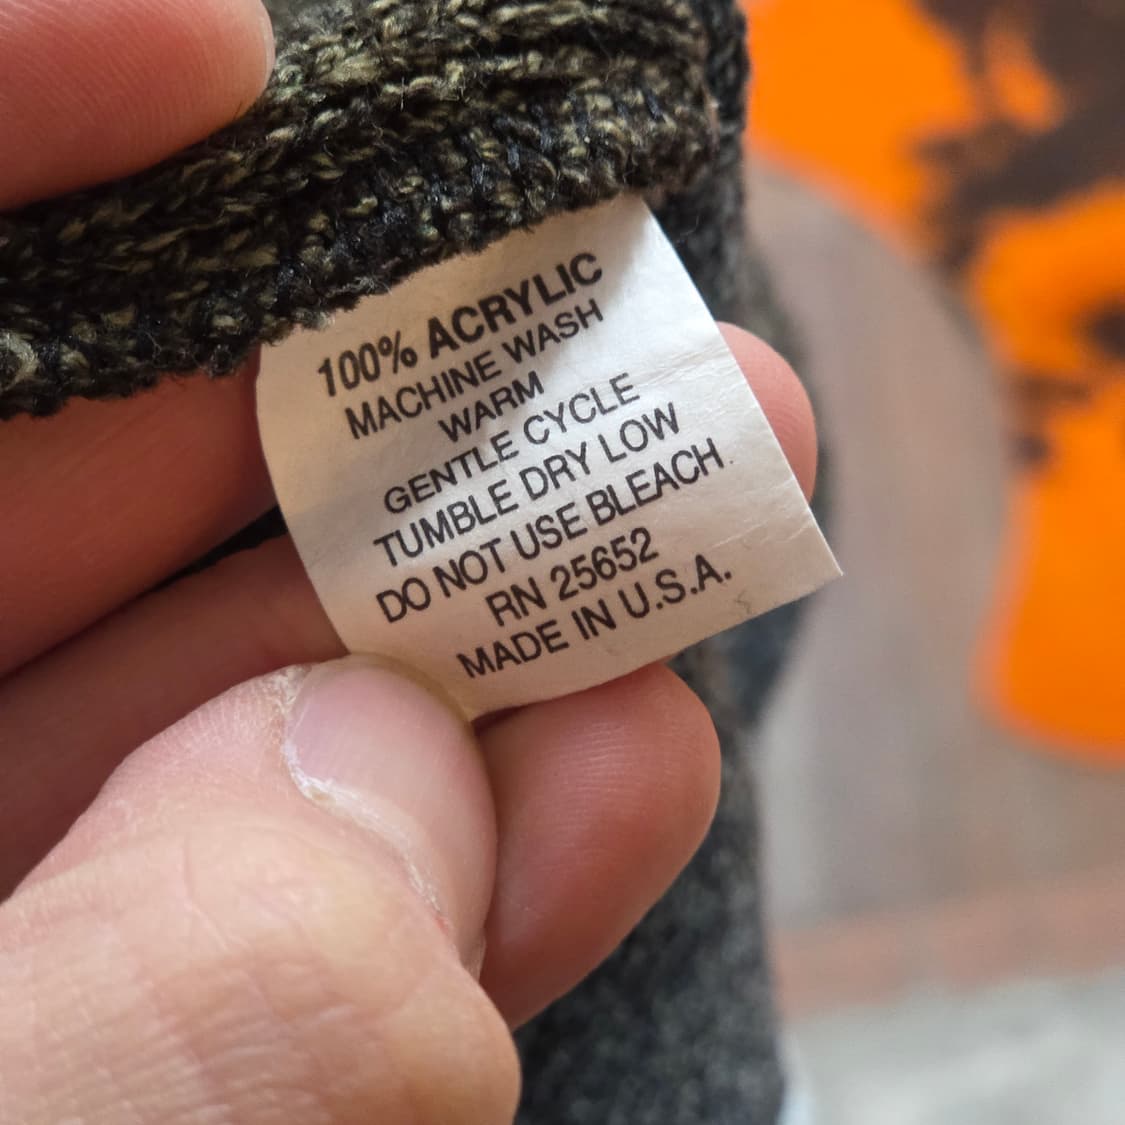 100% ACRYLIC
MACHINE WASH
WARM
GENTLE CYCLE
TUMBLE DRY LOW
DO NOT USE BLEACH
RN 25652
MADE IN U.S.A.